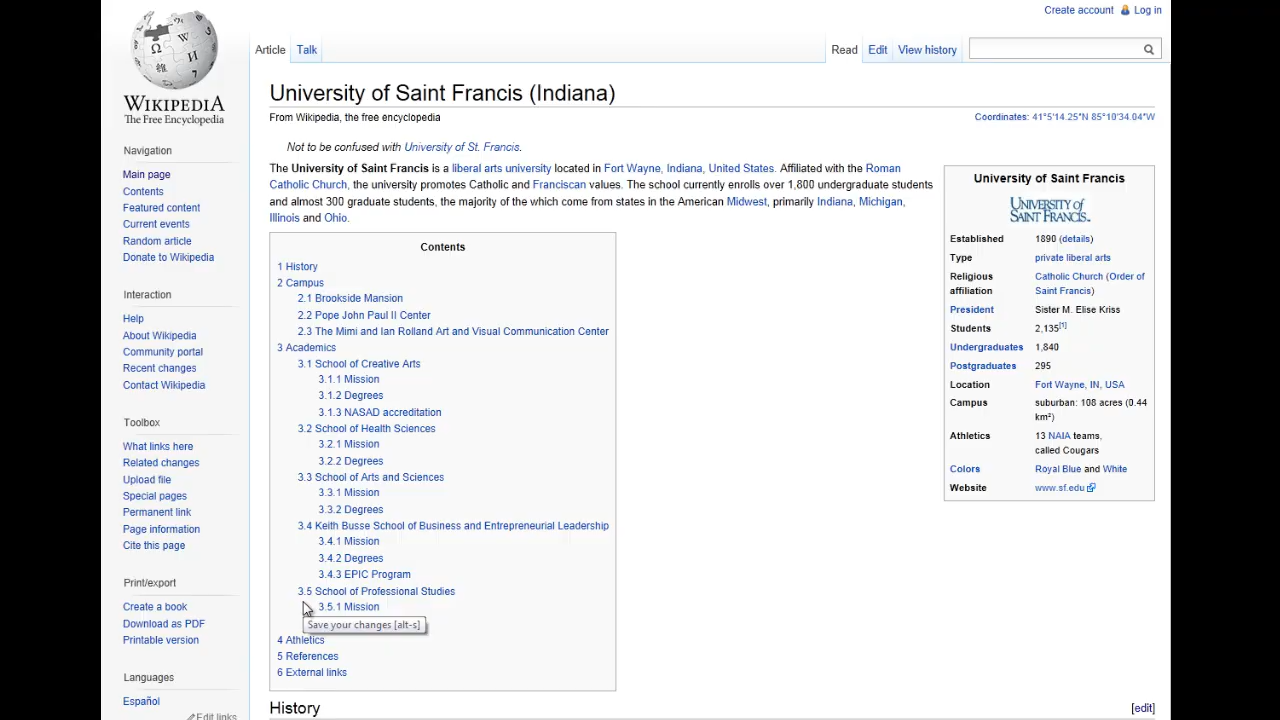 Create account Log in
Article Talk Read Edit View history
WIKIPEDIA
The Free Encyclopedia
Navigation
Main page
Contents
Featured content
Current events
Random article
Donate to Wikipedia
Interaction
Help
About Wikipedia
Community portal
Recent changes
Contact Wikipedia
Toolbox
What links here
Related changes
Upload file
Special pages
Permanent link
Page information
Cite this page
Print/export
Create a book
Download as PDF
Printable version
Languages
Español
Edit links
University of Saint Francis (Indiana)
From Wikipedia, the free encyclopedia
Coordinates: 41°5′14.25″N 85°10′34.04″W
Not to be confused with University of St. Francis.
The University of Saint Francis is a liberal arts university located in Fort Wayne, Indiana, United States. Affiliated with the Roman
Catholic Church, the university promotes Catholic and Franciscan values. The school currently enrolls over 1,800 undergraduate students
and almost 300 graduate students, the majority of the which come from states in the American Midwest, primarily Indiana, Michigan,
Illinois and Ohio.
Contents
1 History
2 Campus
2.1 Brookside Mansion
2.2 Pope John Paul II Center
2.3 The Mimi and Ian Rolland Art and Visual Communication Center
3 Academics
3.1 School of Creative Arts
3.1.1 Mission
3.1.2 Degrees
3.1.3 NASAD accreditation
3.2 School of Health Sciences
3.2.1 Mission
3.2.2 Degrees
3.3 School of Arts and Sciences
3.3.1 Mission
3.3.2 Degrees
3.4 Keith Busse School of Business and Entrepreneurial Leadership
3.4.1 Mission
3.4.2 Degrees
3.4.3 EPIC Program
3.5 School of Professional Studies
3.5.1 Mission
Save your changes [alt-s]
4 Athletics
5 References
6 External links
University of Saint Francis
UNIVERSITY OF
SAINT FRANCIS
Established 1890 (details)
Type private liberal arts
Religious affiliation Catholic Church (Order of
Saint Francis)
President Sister M. Elise Kriss
Students 2,135[1]
Undergraduates 1,840
Postgraduates 295
Location Fort Wayne, IN, USA
Campus suburban: 108 acres (0.44
km²)
Athletics 13 NAIA teams,
called Cougars
Colors Royal Blue and White
Website www.sf.edu
History [edit]